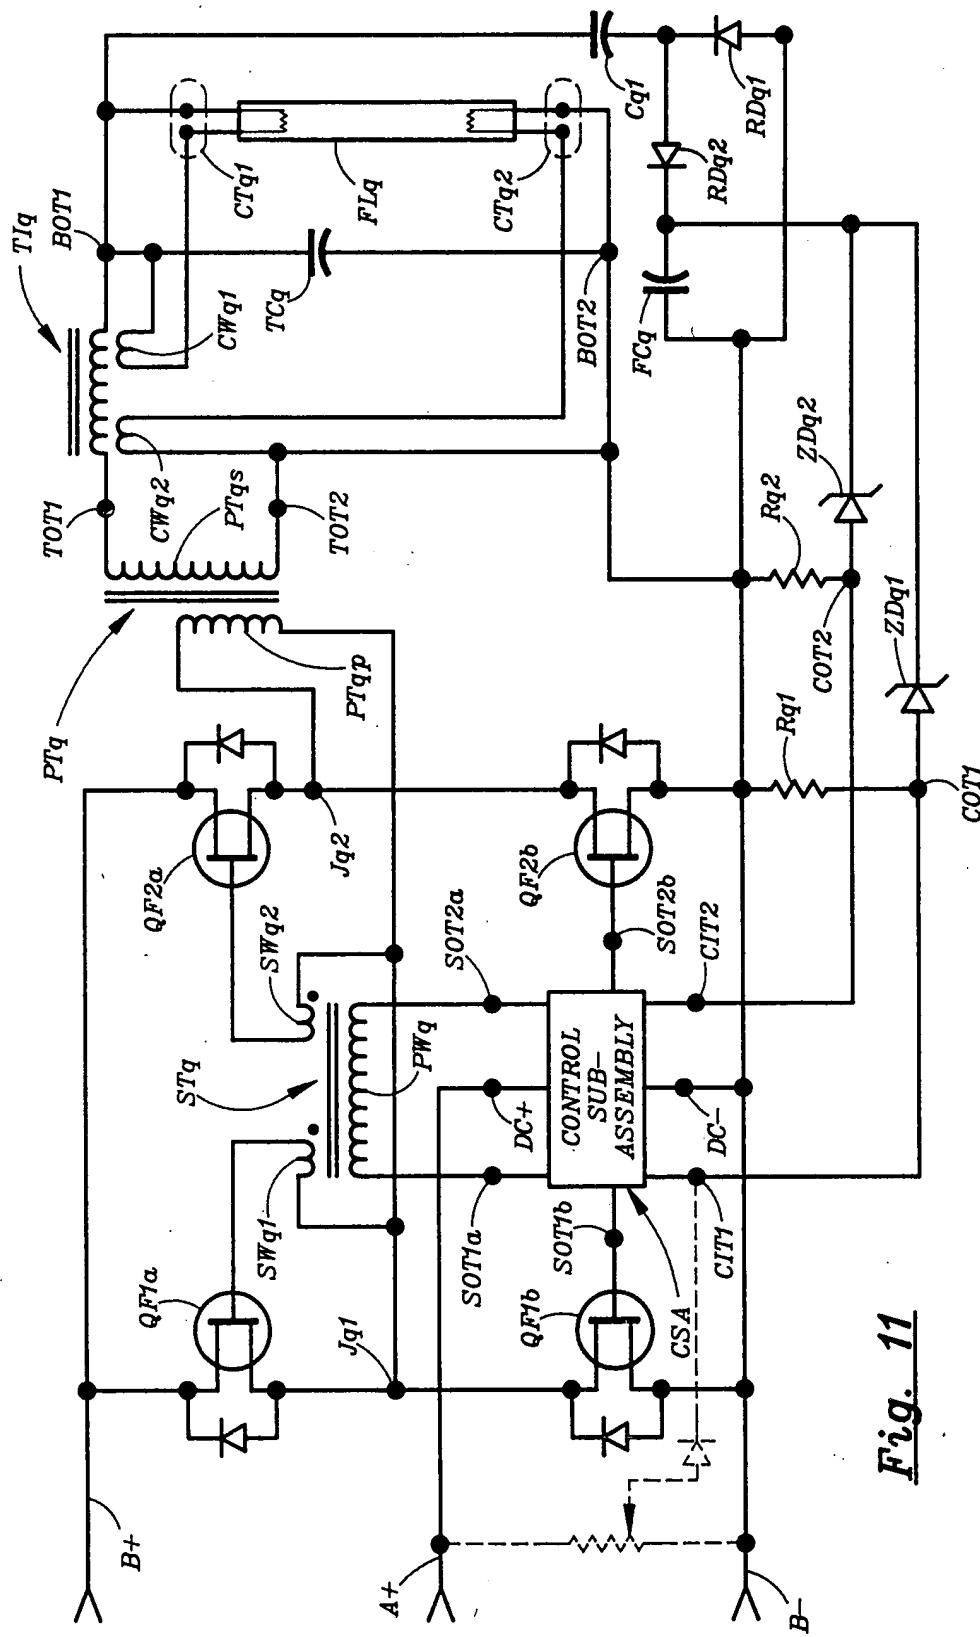 B+
A+
B-
QF1a
Jq1
QF1b
CSA
SWq1
STq
SWq2
PWq
SOT1a
SOT1b
DC+
SOT2a
CONTROL
SUB-
ASSEMBLY
CIT1
DC-
CIT2
SOT2b
QF2a
Jq2
QF2b
COT1
Rq1
ZDq1
COT2
Rq2
ZDq2
PTq
PTqp
PTqs
TOT1
TOT2
CWq2
CWq1
TIq
BOT1
TCq
BOT2
FCq
CTq1
FLq
CTq2
RDq2
Cq1
RDq1
Fig. 11